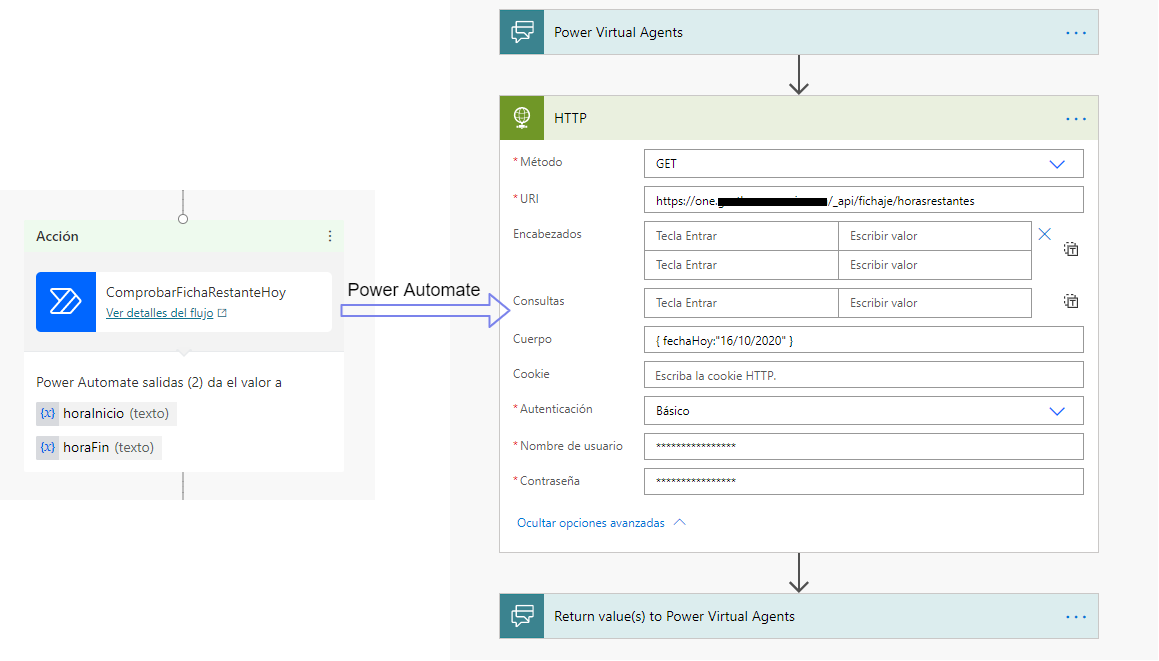 Acción
ComprobarFichaRestanteHoy
Ver detalles del flujo
Power Automate salidas (2) da el valor a
{x} horaInicio (texto)
{x} horaFin (texto)
Power Automate
Power Virtual Agents
HTTP
* Método
GET
* URI
https://one. /_api/fichaje/horasrestantes
Encabezados
Tecla Entrar
Escribir valor
Tecla Entrar
Escribir valor
Consultas
Tecla Entrar
Escribir valor
Cuerpo
{ fechaHoy:"16/10/2020" }
Cookie
Escriba la cookie HTTP.
* Autenticación
Básico
* Nombre de usuario
****************
* Contraseña
****************
Ocultar opciones avanzadas
Return value(s) to Power Virtual Agents